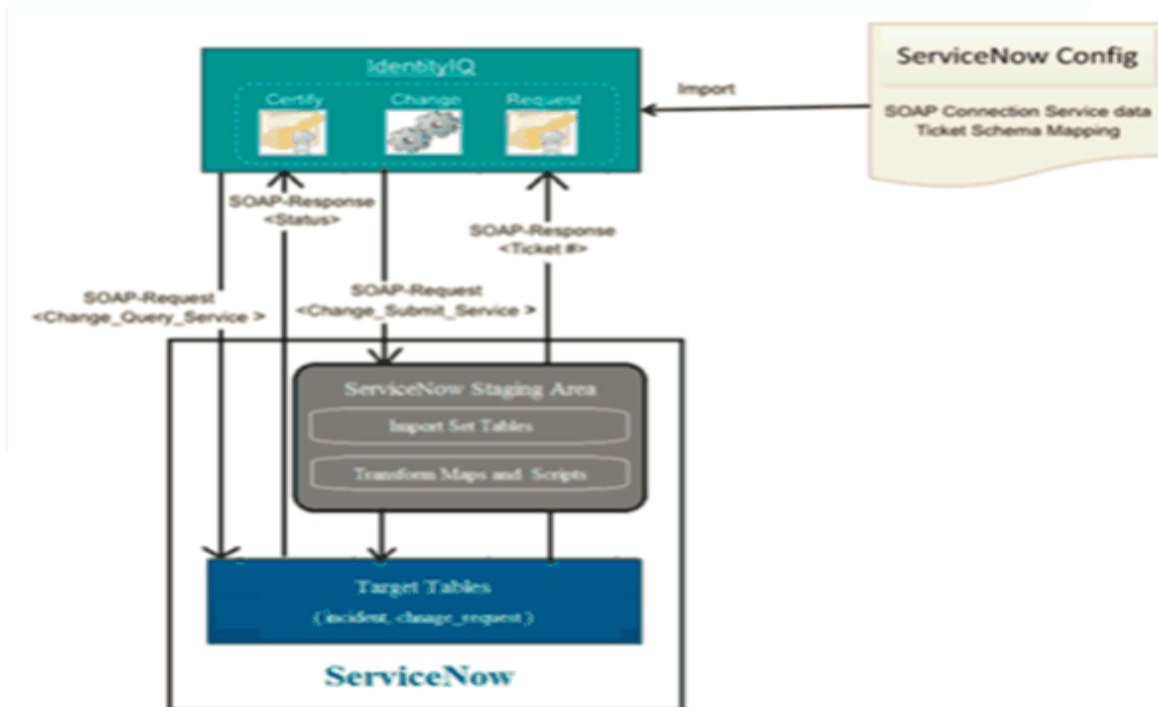 IdentityIQ
Certify
Change
Request
Import
ServiceNow Config
SOAP Connection Service data
Ticket Schema Mapping
SOAP-Response
<Status>
SOAP-Response
<Ticket #>
SOAP-Request
<Change_Query_Service >
SOAP-Request
<Change_Submit_Service >
ServiceNow Staging Area
Import Set Tables
Transform Maps and Scripts
Target Tables
( incident, chnage_request )
ServiceNow